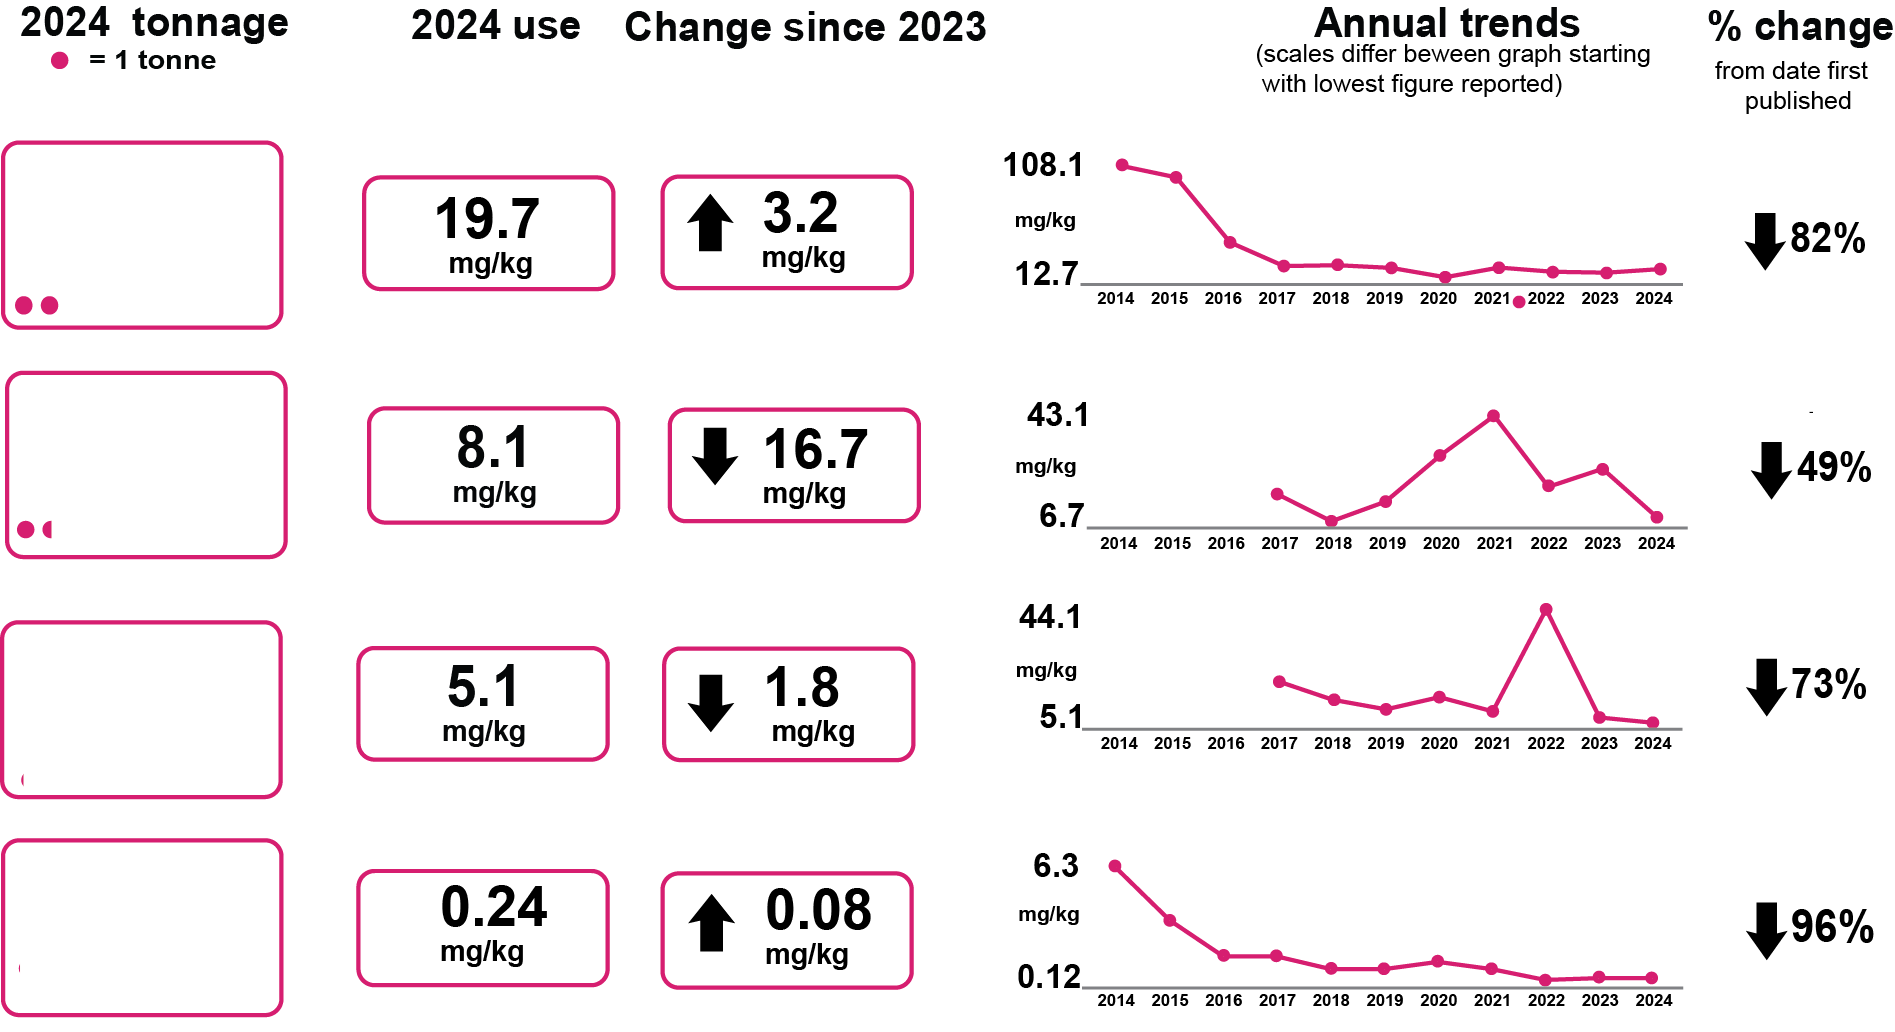 2024 tonnage
= 1 tonne
2024 use
Change since 2023
Annual trends
(scales differ beween graph starting
with lowest figure reported)
% change
from date first
published
19.7
mg/kg
3.2
mg/kg
108.1
mg/kg
12.7
2014 2015 2016 2017 2018 2019 2020 2021 2022 2023 2024
82%
8.1
mg/kg
16.7
mg/kg
43.1
mg/kg
6.7
2014 2015 2016 2017 2018 2019 2020 2021 2022 2023 2024
-
49%
5.1
mg/kg
1.8
mg/kg
44.1
mg/kg
5.1
2014 2015 2016 2017 2018 2019 2020 2021 2022 2023 2024
73%
0.24
mg/kg
0.08
mg/kg
6.3
mg/kg
0.12
2014 2015 2016 2017 2018 2019 2020 2021 2022 2023 2024
96%